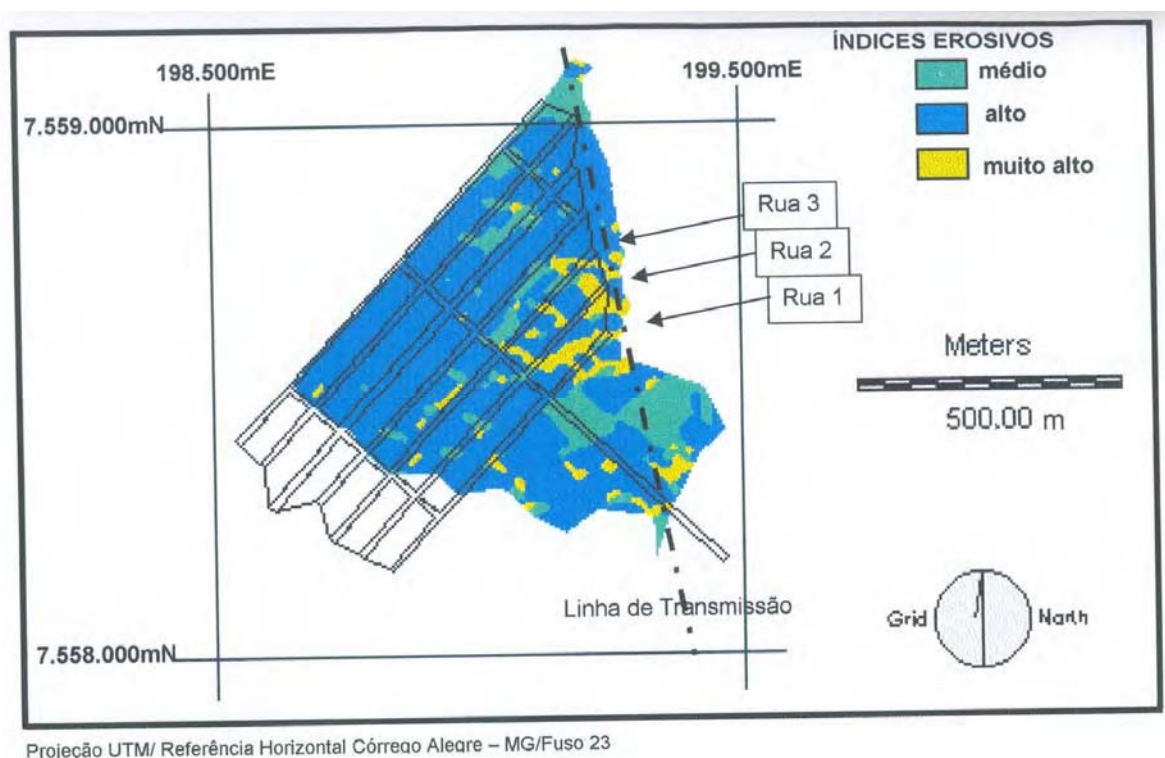 ÍNDICES EROSIVOS
médio
alto
muito alto
198.500mE
199.500mE
7.559.000mN
Rua 3
Rua 2
Rua 1
Meters
500.00 m
Grid
North
Linha de Transmissão
7.558.000mN
Projeção UTM/ Referência Horizontal Córrego Alegre – MG/Fuso 23